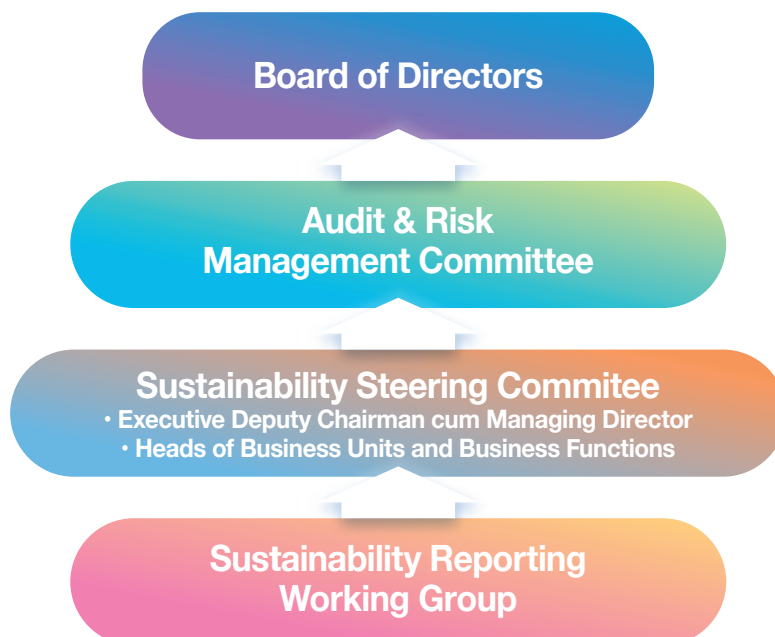 Board of Directors
Audit & Risk
Management Committee
Sustainability Steering Commitee
• Executive Deputy Chairman cum Managing Director
• Heads of Business Units and Business Functions
Sustainability Reporting
Working Group